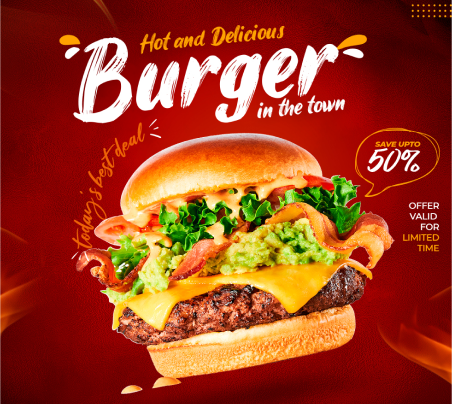 Hot and Delicious
Burger
in the town
today's best deal
SAVE UPTO
50%
OFFER
VALID
FOR
LIMITED
TIME